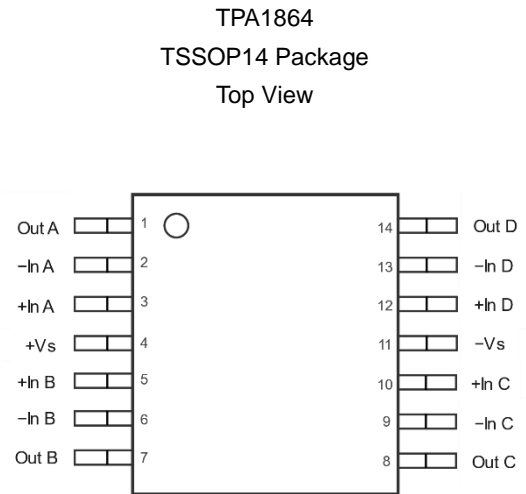 TPA1864
TSSOP14 Package
Top View
Out A 1 14 Out D
−In A 2 13 −In D
+In A 3 12 +In D
+Vs 4 11 −Vs
+In B 5 10 +In C
−In B 6 9 −In C
Out B 7 8 Out C